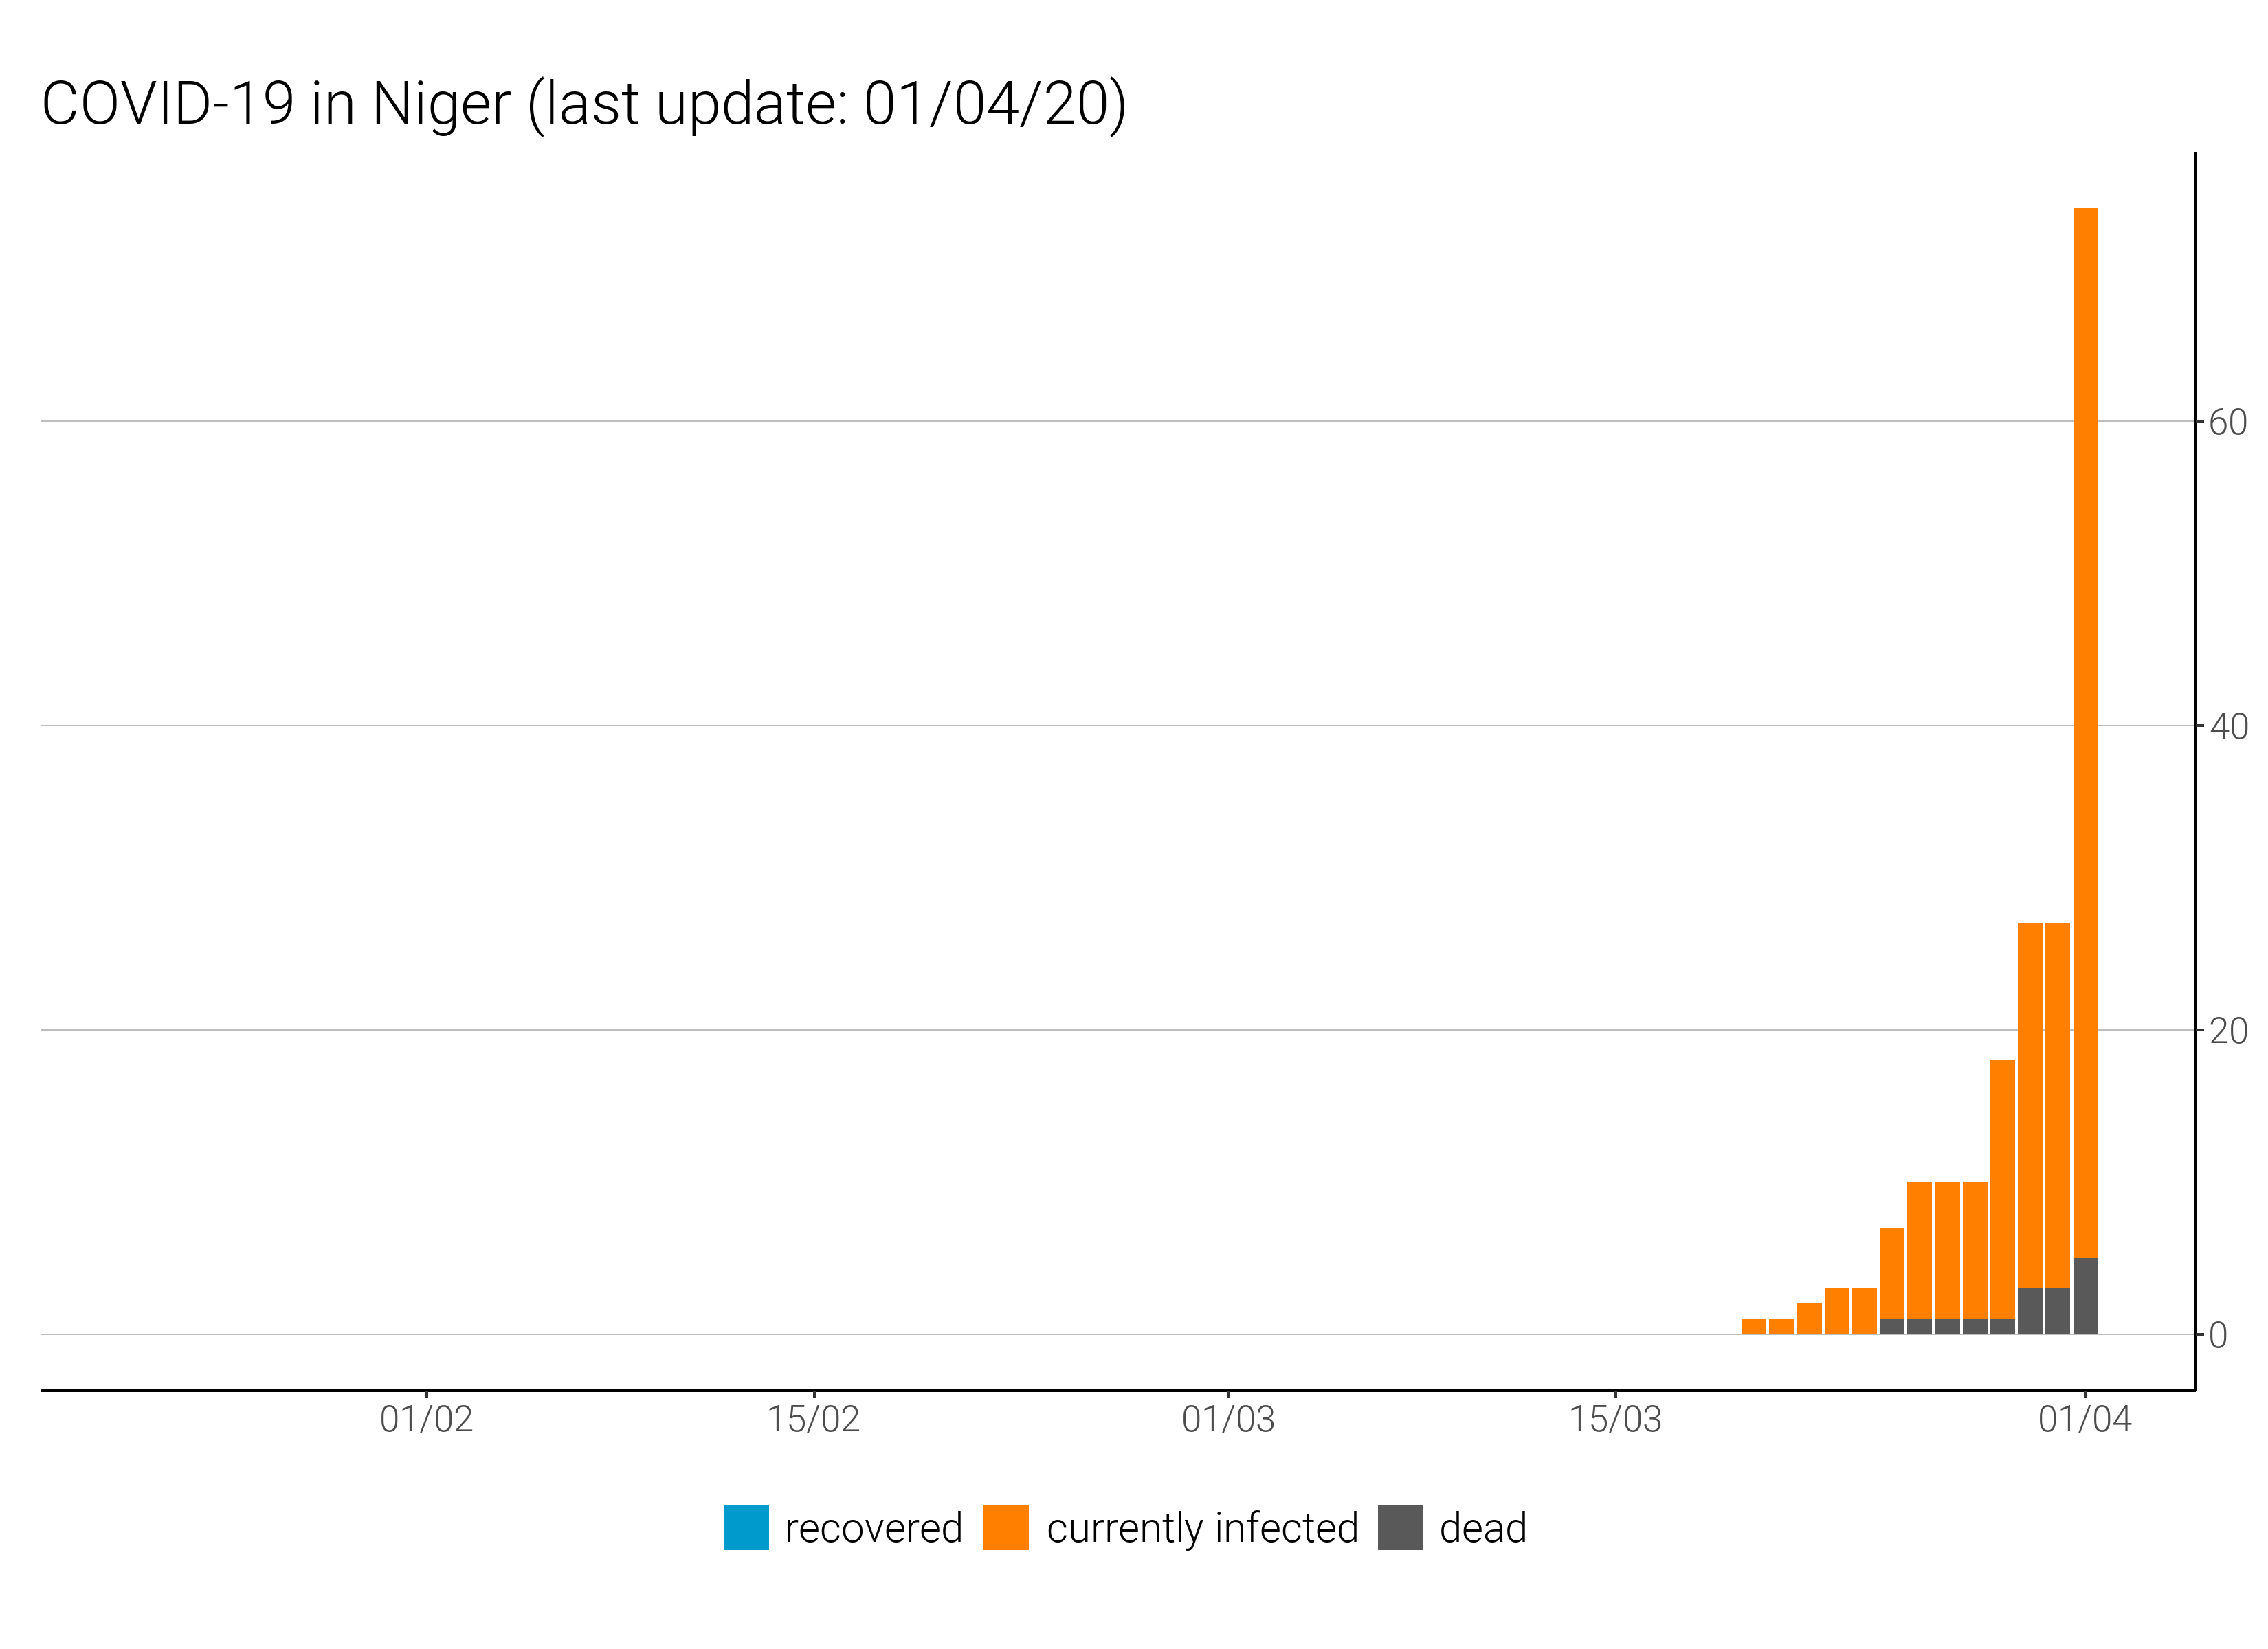 COVID-19 in Niger (last update: 01/04/20)
60
40
20
0
01/02 15/02 01/03 15/03 01/04
recovered currently infected dead